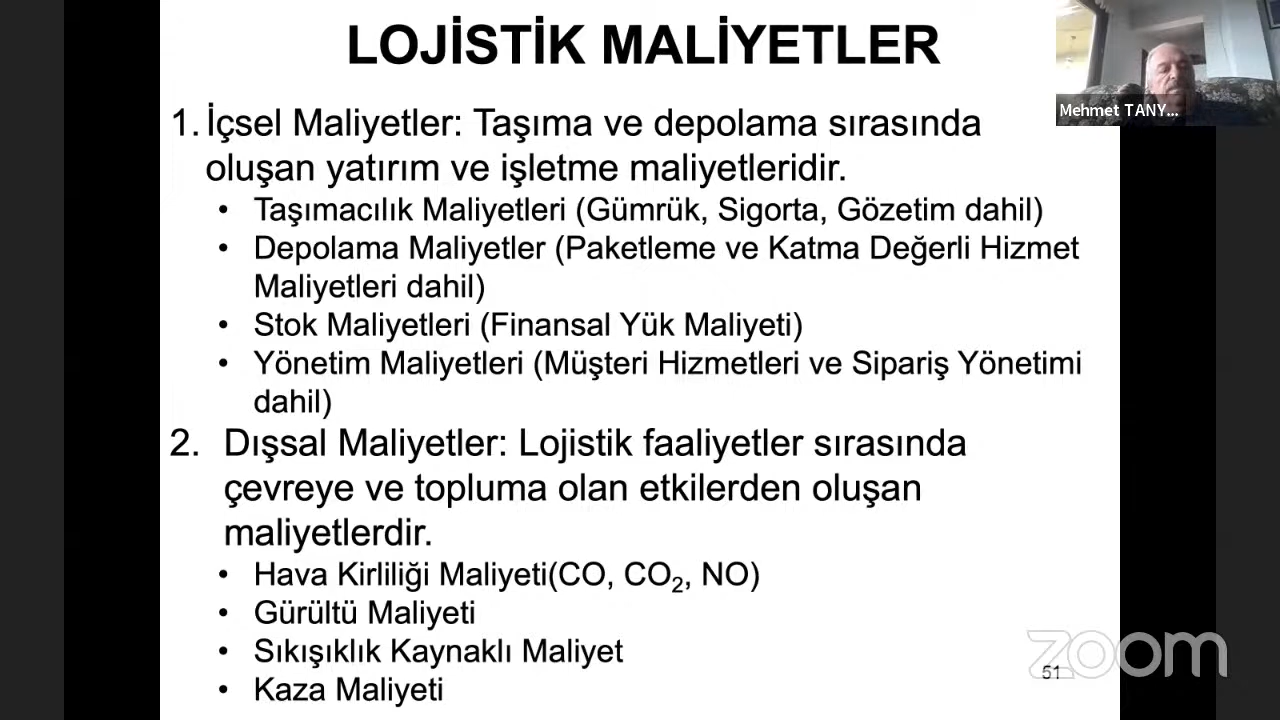 LOJİSTİK MALİYETLER
Mehmet TANY...
1. İçsel Maliyetler: Taşıma ve depolama sırasında
oluşan yatırım ve işletme maliyetleridir.
• Taşımacılık Maliyetleri (Gümrük, Sigorta, Gözetim dahil)
• Depolama Maliyetler (Paketleme ve Katma Değerli Hizmet
Maliyetleri dahil)
• Stok Maliyetleri (Finansal Yük Maliyeti)
• Yönetim Maliyetleri (Müşteri Hizmetleri ve Sipariş Yönetimi
dahil)
2. Dışsal Maliyetler: Lojistik faaliyetler sırasında
çevreye ve topluma olan etkilerden oluşan
maliyetlerdir.
• Hava Kirliliği Maliyeti(CO, CO₂, NO)
• Gürültü Maliyeti
• Sıkışıklık Kaynaklı Maliyet
• Kaza Maliyeti
51
zoom